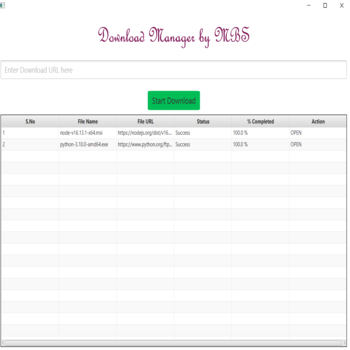 Download Manager by MBS
Enter Download URL here
Start Download
S.No File Name File URL Status % Completed Action
1 node-v16.13.1-x64.msi https://nodejs.org/dist/v16.... Success 100.0 % OPEN
2 python-3.10.0-amd64.exe https://www.python.org/ftp... Success 100.0 % OPEN